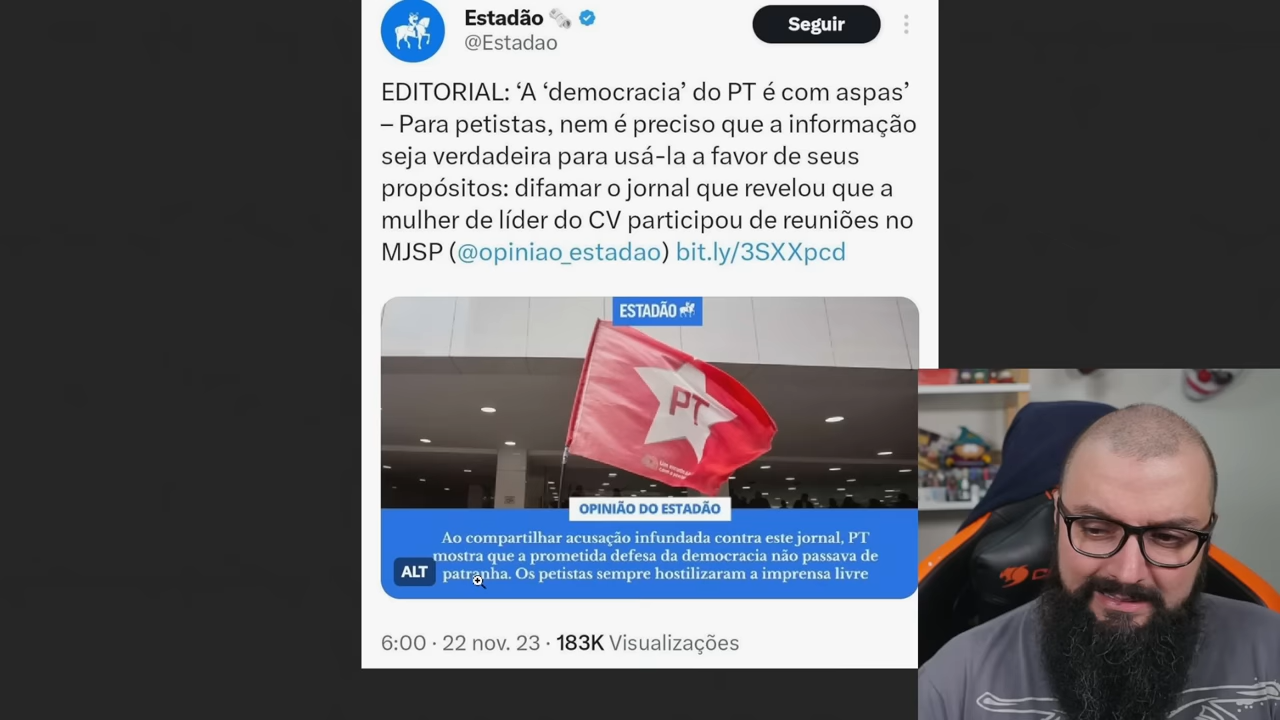 Estadão
@Estadao
Seguir
EDITORIAL: ‘A ‘democracia’ do PT é com aspas’
– Para petistas, nem é preciso que a informação
seja verdadeira para usá-la a favor de seus
propósitos: difamar o jornal que revelou que a
mulher de líder do CV participou de reuniões no
MJSP (@opiniao_estadao) bit.ly/3SXXpcd
ESTADÃO
PT
OPINIÃO DO ESTADÃO
Ao compartilhar acusação infundada contra este jornal, PT
mostra que a prometida defesa da democracia não passava de
patranha. Os petistas sempre hostilizaram a imprensa livre
ALT
6:00 · 22 nov. 23 · 183K Visualizações